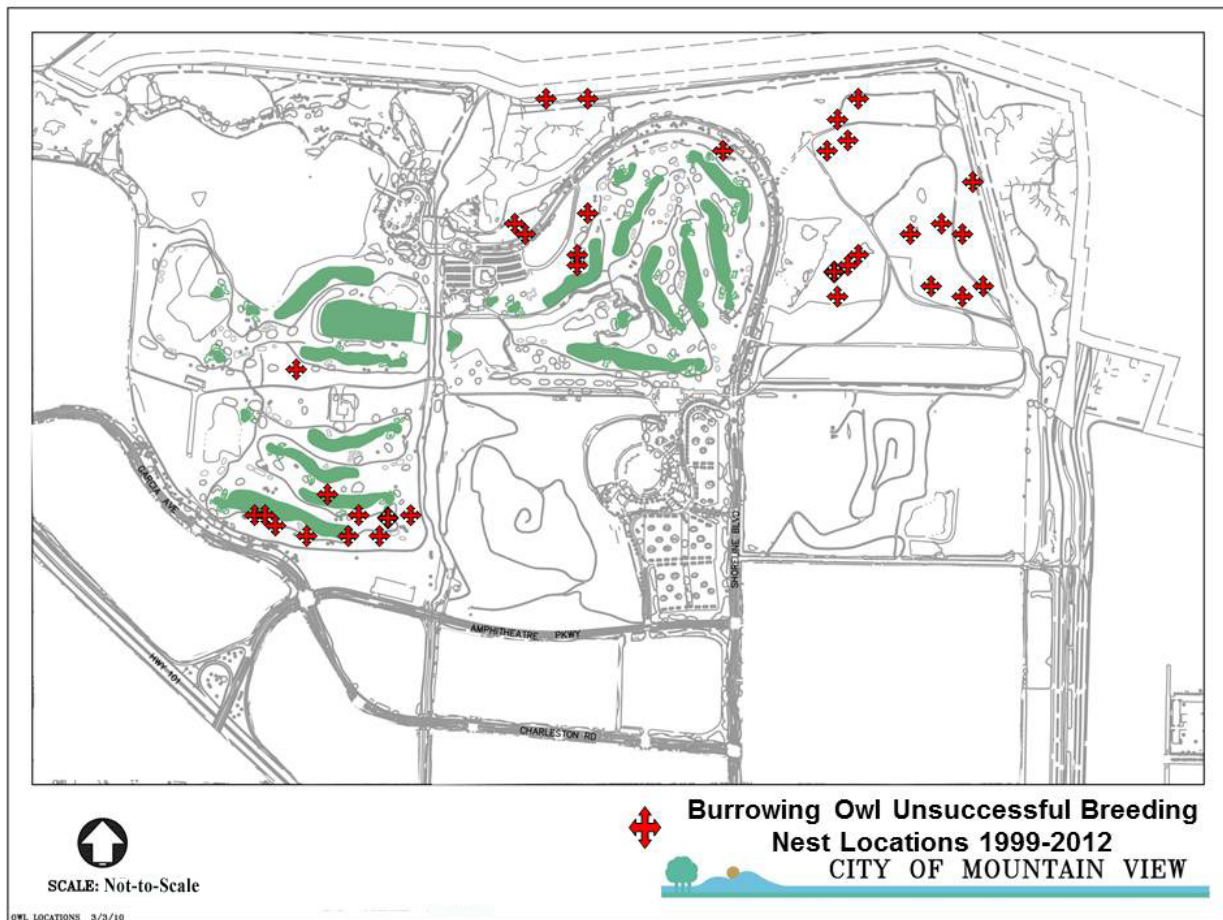 GARCIA AVE.
SHORELINE BLVD
AMPHITHEATRE PKWY
HWY 101
CHARLESTON RD
Burrowing Owl Unsuccessful Breeding
Nest Locations 1999-2012
CITY OF MOUNTAIN VIEW
SCALE: Not-to-Scale
OWL LOCATIONS 3/3/10